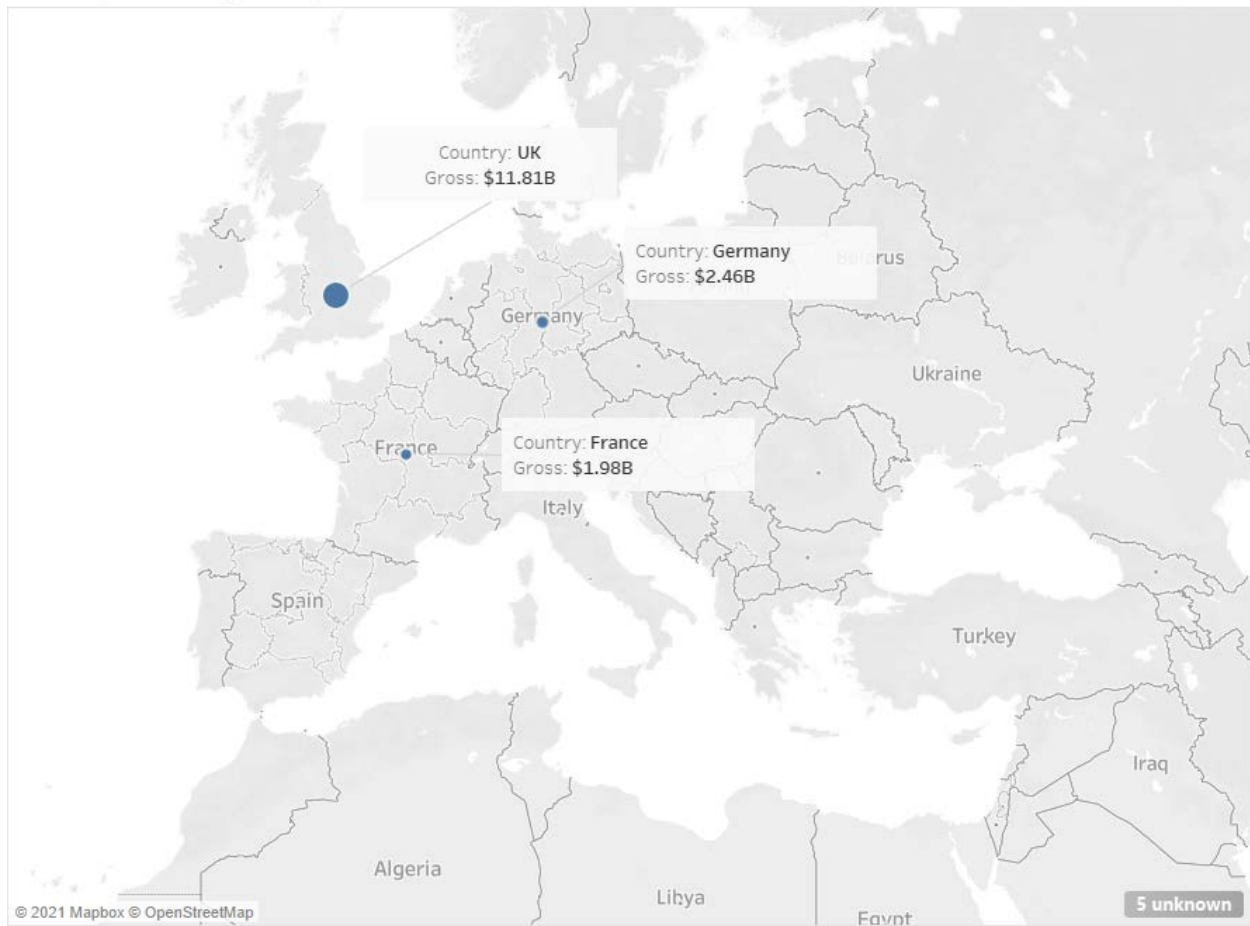 Country: UK
Gross: $11.81B
Country: Germany
Gross: $2.46B
Belarus
Germany
Ukraine
France
Country: France
Gross: $1.98B
Italy
Spain
Turkey
Iraq
Algeria
Libya
Egypt
5 unknown
© 2021 Mapbox © OpenStreetMap